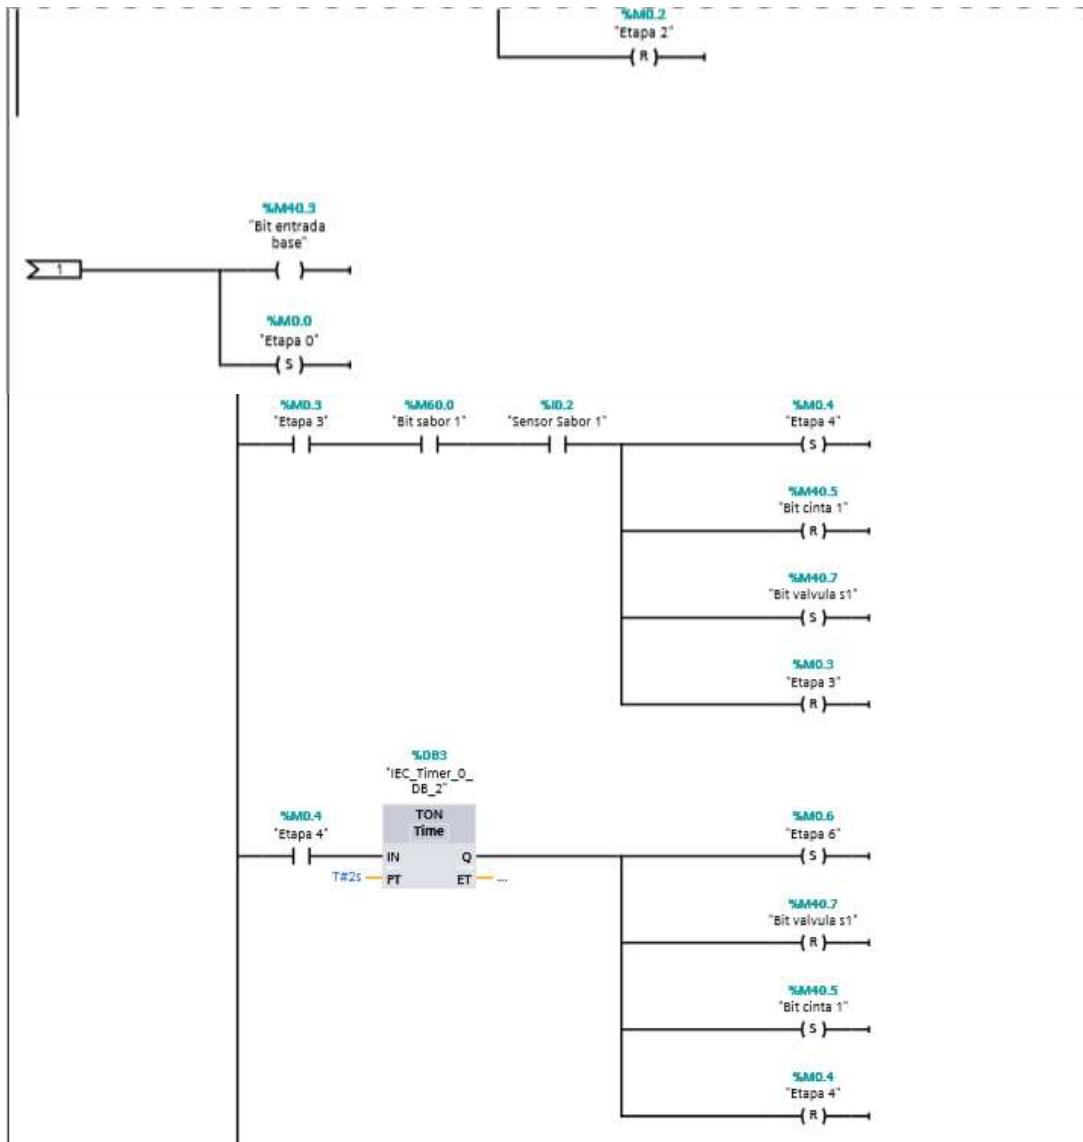 %M0.2
"Etapa 2"
( R )
%M40.3
"Bit entrada
base"
1
( )
%M0.0
"Etapa 0"
( S )
%M0.3 %M60.0 %I0.2 %M0.4
"Etapa 3" "Bit sabor 1" "Sensor Sabor 1" "Etapa 4"
( S )
%M40.5
"Bit cinta 1"
( R )
%M40.7
"Bit valvula s1"
( S )
%M0.3
"Etapa 3"
( R )
%DB3
"IEC_Timer_0_
DB_2"
%M0.4 TON %M0.6
"Etapa 4" Time "Etapa 6"
IN Q ( S )
T#2s PT ET ...
%M40.7
"Bit valvula s1"
( R )
%M40.5
"Bit cinta 1"
( S )
%M0.4
"Etapa 4"
( R )